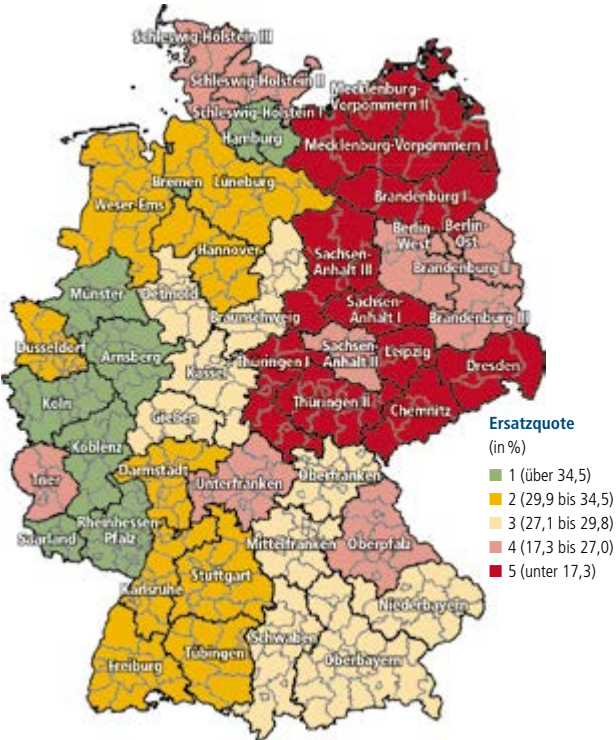 Schleswig-Holstein III
Schleswig-Holstein II
Schleswig-Holstein I
Hamburg
Mecklenburg-
Vorpommern II
Mecklenburg-Vorpommern I
Bremen
Lüneburg
Weser-Ems
Brandenburg I
Hannover
Sachsen-
Anhalt III
Berlin-
West
Berlin-
Ost
Brandenburg II
Münster
Detmold
Braunschweig
Sachsen-
Anhalt I
Brandenburg III
Düsseldorf
Arnsberg
Kassel
Thüringen I
Sachsen-
Anhalt II
Leipzig
Dresden
Köln
Gießen
Thüringen II
Chemnitz
Koblenz
Darmstadt
Unterfranken
Oberfranken
Trier
Saarland
Rheinhessen-
Pfalz
Mittelfranken
Oberpfalz
Karlsruhe
Stuttgart
Niederbayern
Freiburg
Tübingen
Schwaben
Oberbayern
Ersatzquote
(in %)
1 (über 34,5)
2 (29,9 bis 34,5)
3 (27,1 bis 29,8)
4 (17,3 bis 27,0)
5 (unter 17,3)